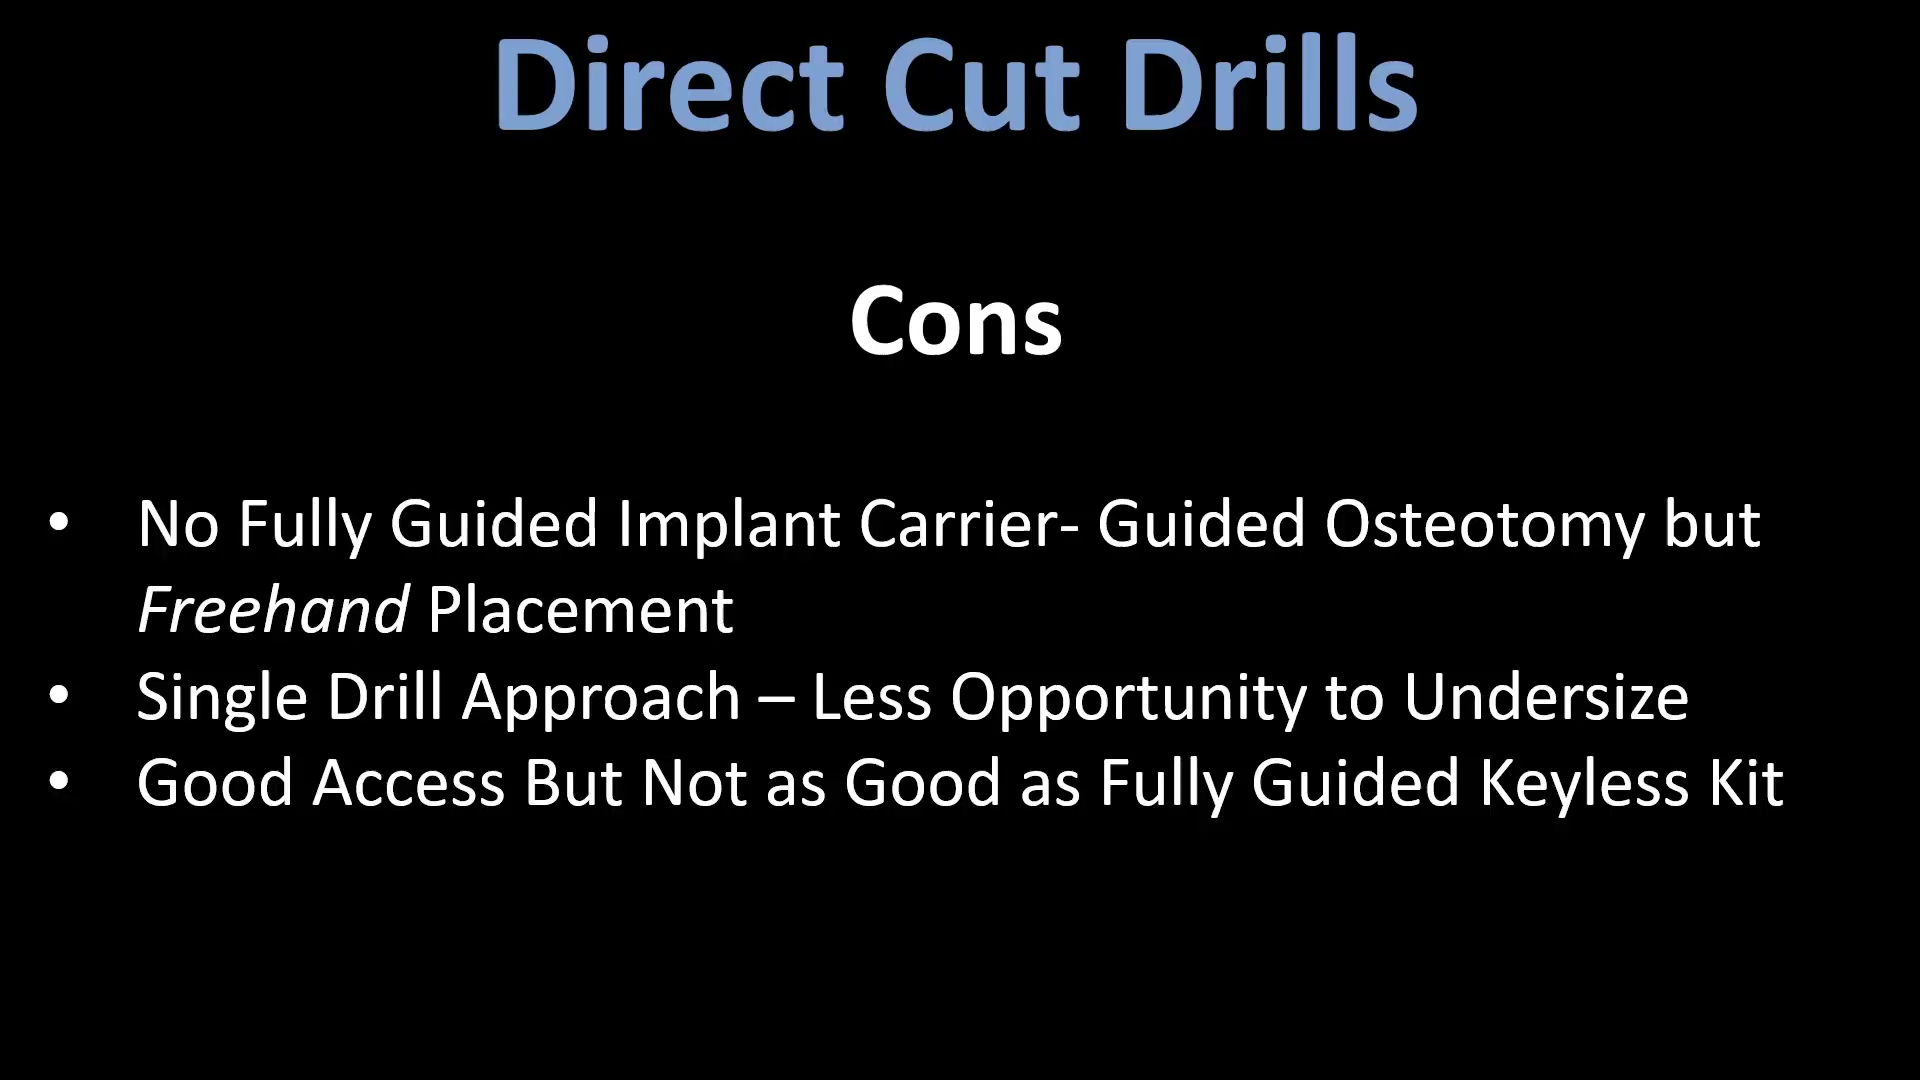 Direct Cut Drills
Cons
• No Fully Guided Implant Carrier- Guided Osteotomy but
Freehand Placement
• Single Drill Approach – Less Opportunity to Undersize
• Good Access But Not as Good as Fully Guided Keyless Kit